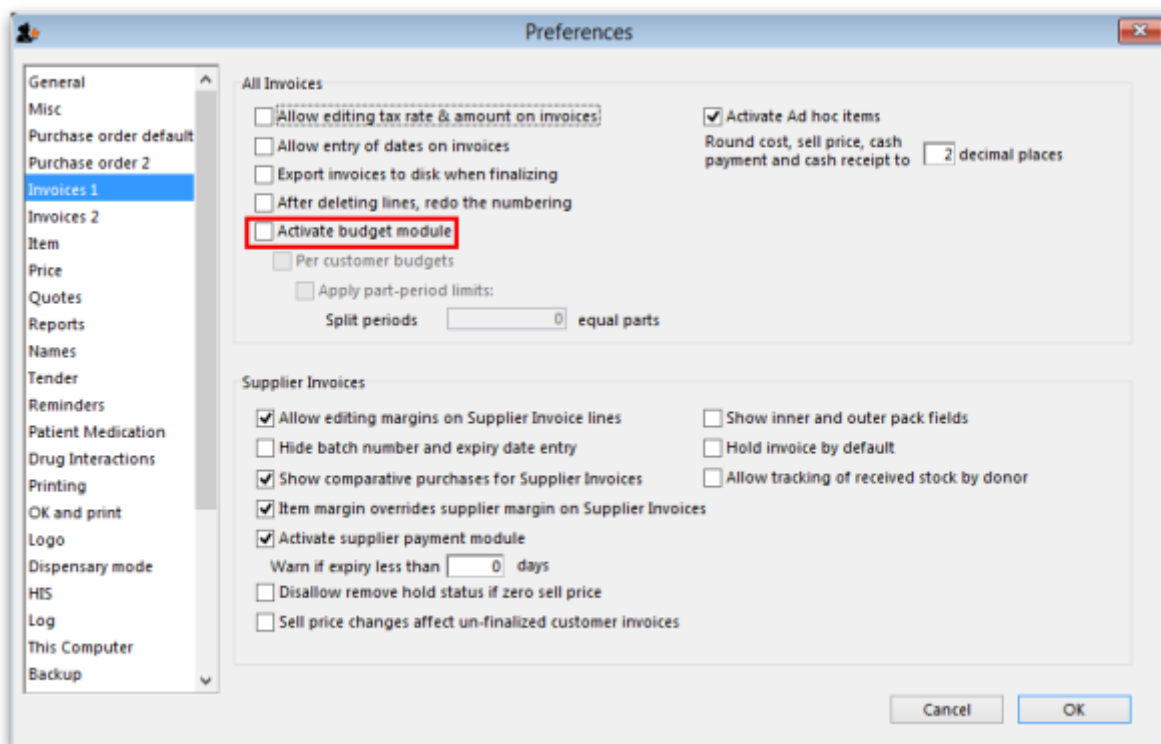 Preferences
General
Misc
Purchase order default
Purchase order 2
Invoices 1
Invoices 2
Item
Price
Quotes
Reports
Names
Tender
Reminders
Patient Medication
Drug Interactions
Printing
OK and print
Logo
Dispensary mode
HIS
Log
This Computer
Backup
All Invoices
Allow editing tax rate & amount on invoices
Allow entry of dates on invoices
Export invoices to disk when finalizing
After deleting lines, redo the numbering
Activate budget module
Per customer budgets
Apply part-period limits:
Split periods 0 equal parts
Activate Ad hoc items
Round cost, sell price, cash
payment and cash receipt to 2 decimal places
Supplier Invoices
Allow editing margins on Supplier Invoice lines
Hide batch number and expiry date entry
Show comparative purchases for Supplier Invoices
Item margin overrides supplier margin on Supplier Invoices
Activate supplier payment module
Warn if expiry less than 0 days
Disallow remove hold status if zero sell price
Sell price changes affect un-finalized customer invoices
Show inner and outer pack fields
Hold invoice by default
Allow tracking of received stock by donor
Cancel
OK